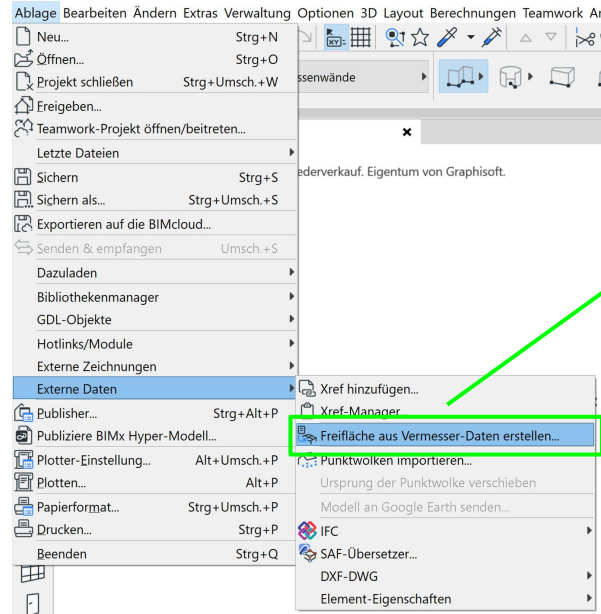 Ablage Bearbeiten Ändern Extras Verwaltung Optionen 3D Layout Berechnungen Teamwork
Neu... Strg+N
Öffnen... Strg+O
Projekt schließen Strg+Umsch.+W
Freigeben...
Teamwork-Projekt öffnen/beitreten...
Letzte Dateien
Sichern Strg+S
Sichern als... Strg+Umsch.+S
Exportieren auf die BIMcloud...
Senden & empfangen Umsch.+S
Dazuladen
Bibliothekenmanager
GDL-Objekte
Hotlinks/Module
Externe Zeichnungen
Externe Daten
Publisher... Strg+Alt+P
Publiziere BIMx Hyper-Modell...
Plotter-Einstellung... Alt+Umsch.+P
Plotten... Alt+P
Papierformat... Strg+Umsch.+P
Drucken... Strg+P
Beenden Strg+Q
ssenwände
ederverkauf. Eigentum von Graphisoft.
Xref hinzufügen...
Xref-Manager...
Freifläche aus Vermesser-Daten erstellen...
Punktwolken importieren...
Ursprung der Punktwolke verschieben
Modell an Google Earth senden...
IFC
SAF-Übersetzer...
DXF-DWG
Element-Eigenschaften